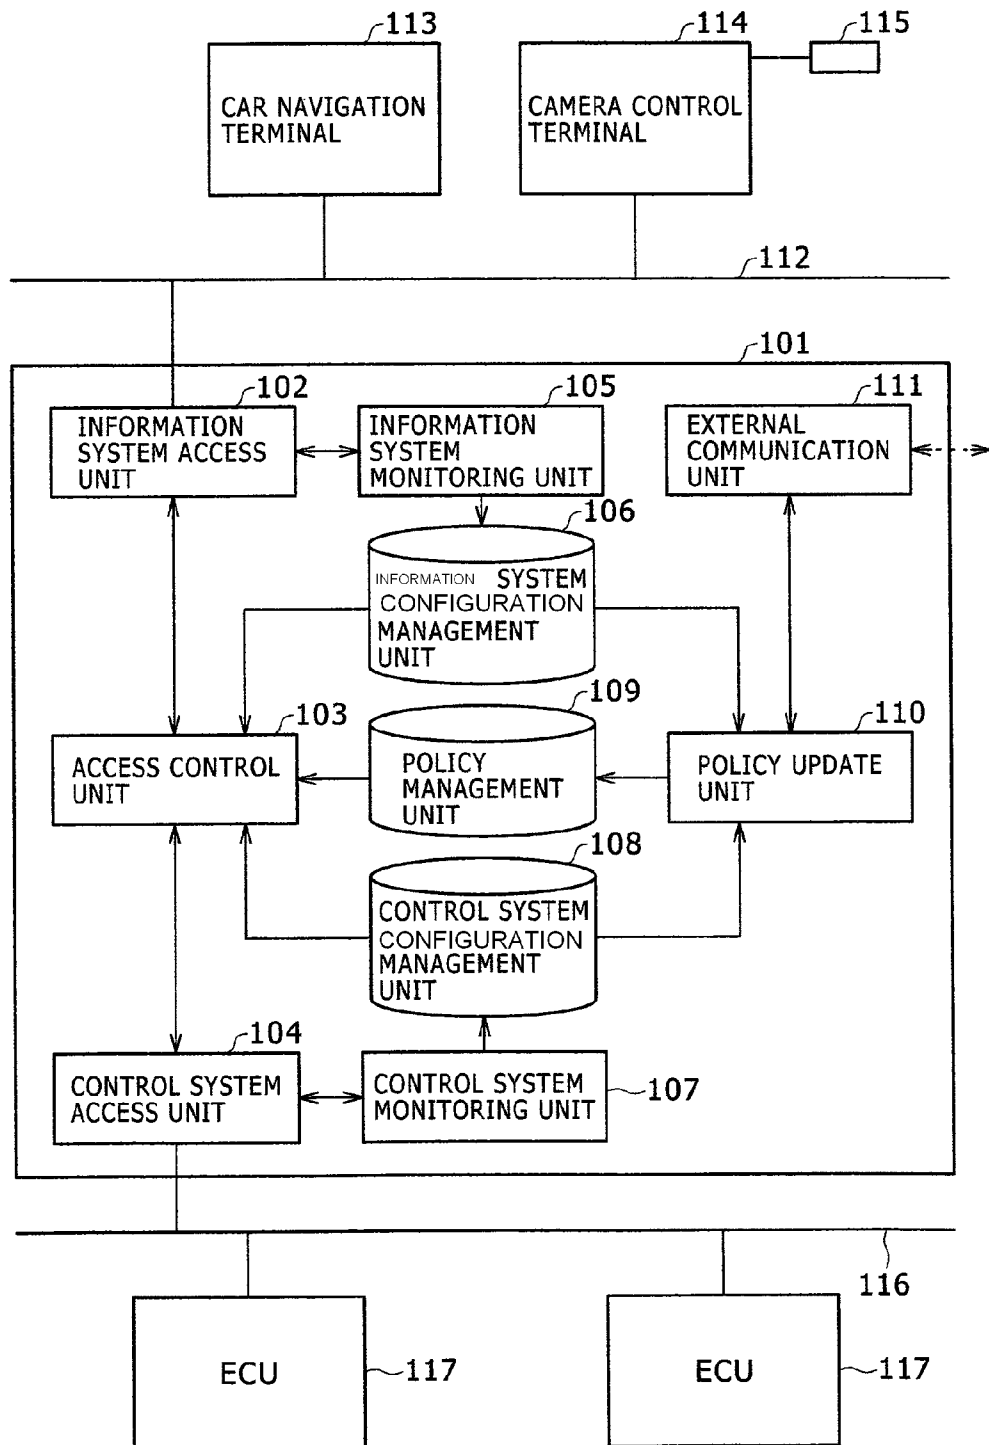 113
114
115
CAR NAVIGATION
TERMINAL
CAMERA CONTROL
TERMINAL
112
101
102
105
111
INFORMATION
SYSTEM ACCESS
UNIT
INFORMATION
SYSTEM
MONITORING UNIT
EXTERNAL
COMMUNICATION
UNIT
106
INFORMATION SYSTEM
CONFIGURATION
MANAGEMENT
UNIT
103
109
110
ACCESS CONTROL
UNIT
POLICY
MANAGEMENT
UNIT
POLICY UPDATE
UNIT
108
CONTROL SYSTEM
CONFIGURATION
MANAGEMENT
UNIT
104
CONTROL SYSTEM
ACCESS UNIT
CONTROL SYSTEM
MONITORING UNIT
107
116
ECU
117
ECU
117